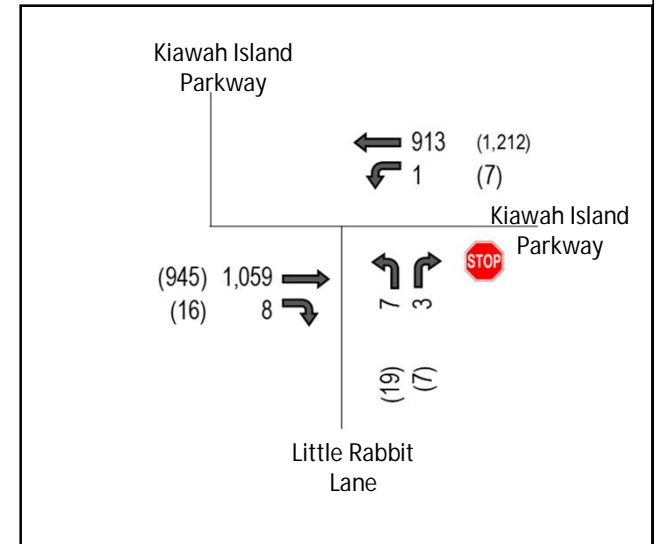 Kiawah Island
Parkway
913 (1,212)
1 (7)
Kiawah Island
Parkway
STOP
(945) 1,059
(16) 8
7 3
(19) (7)
Little Rabbit
Lane